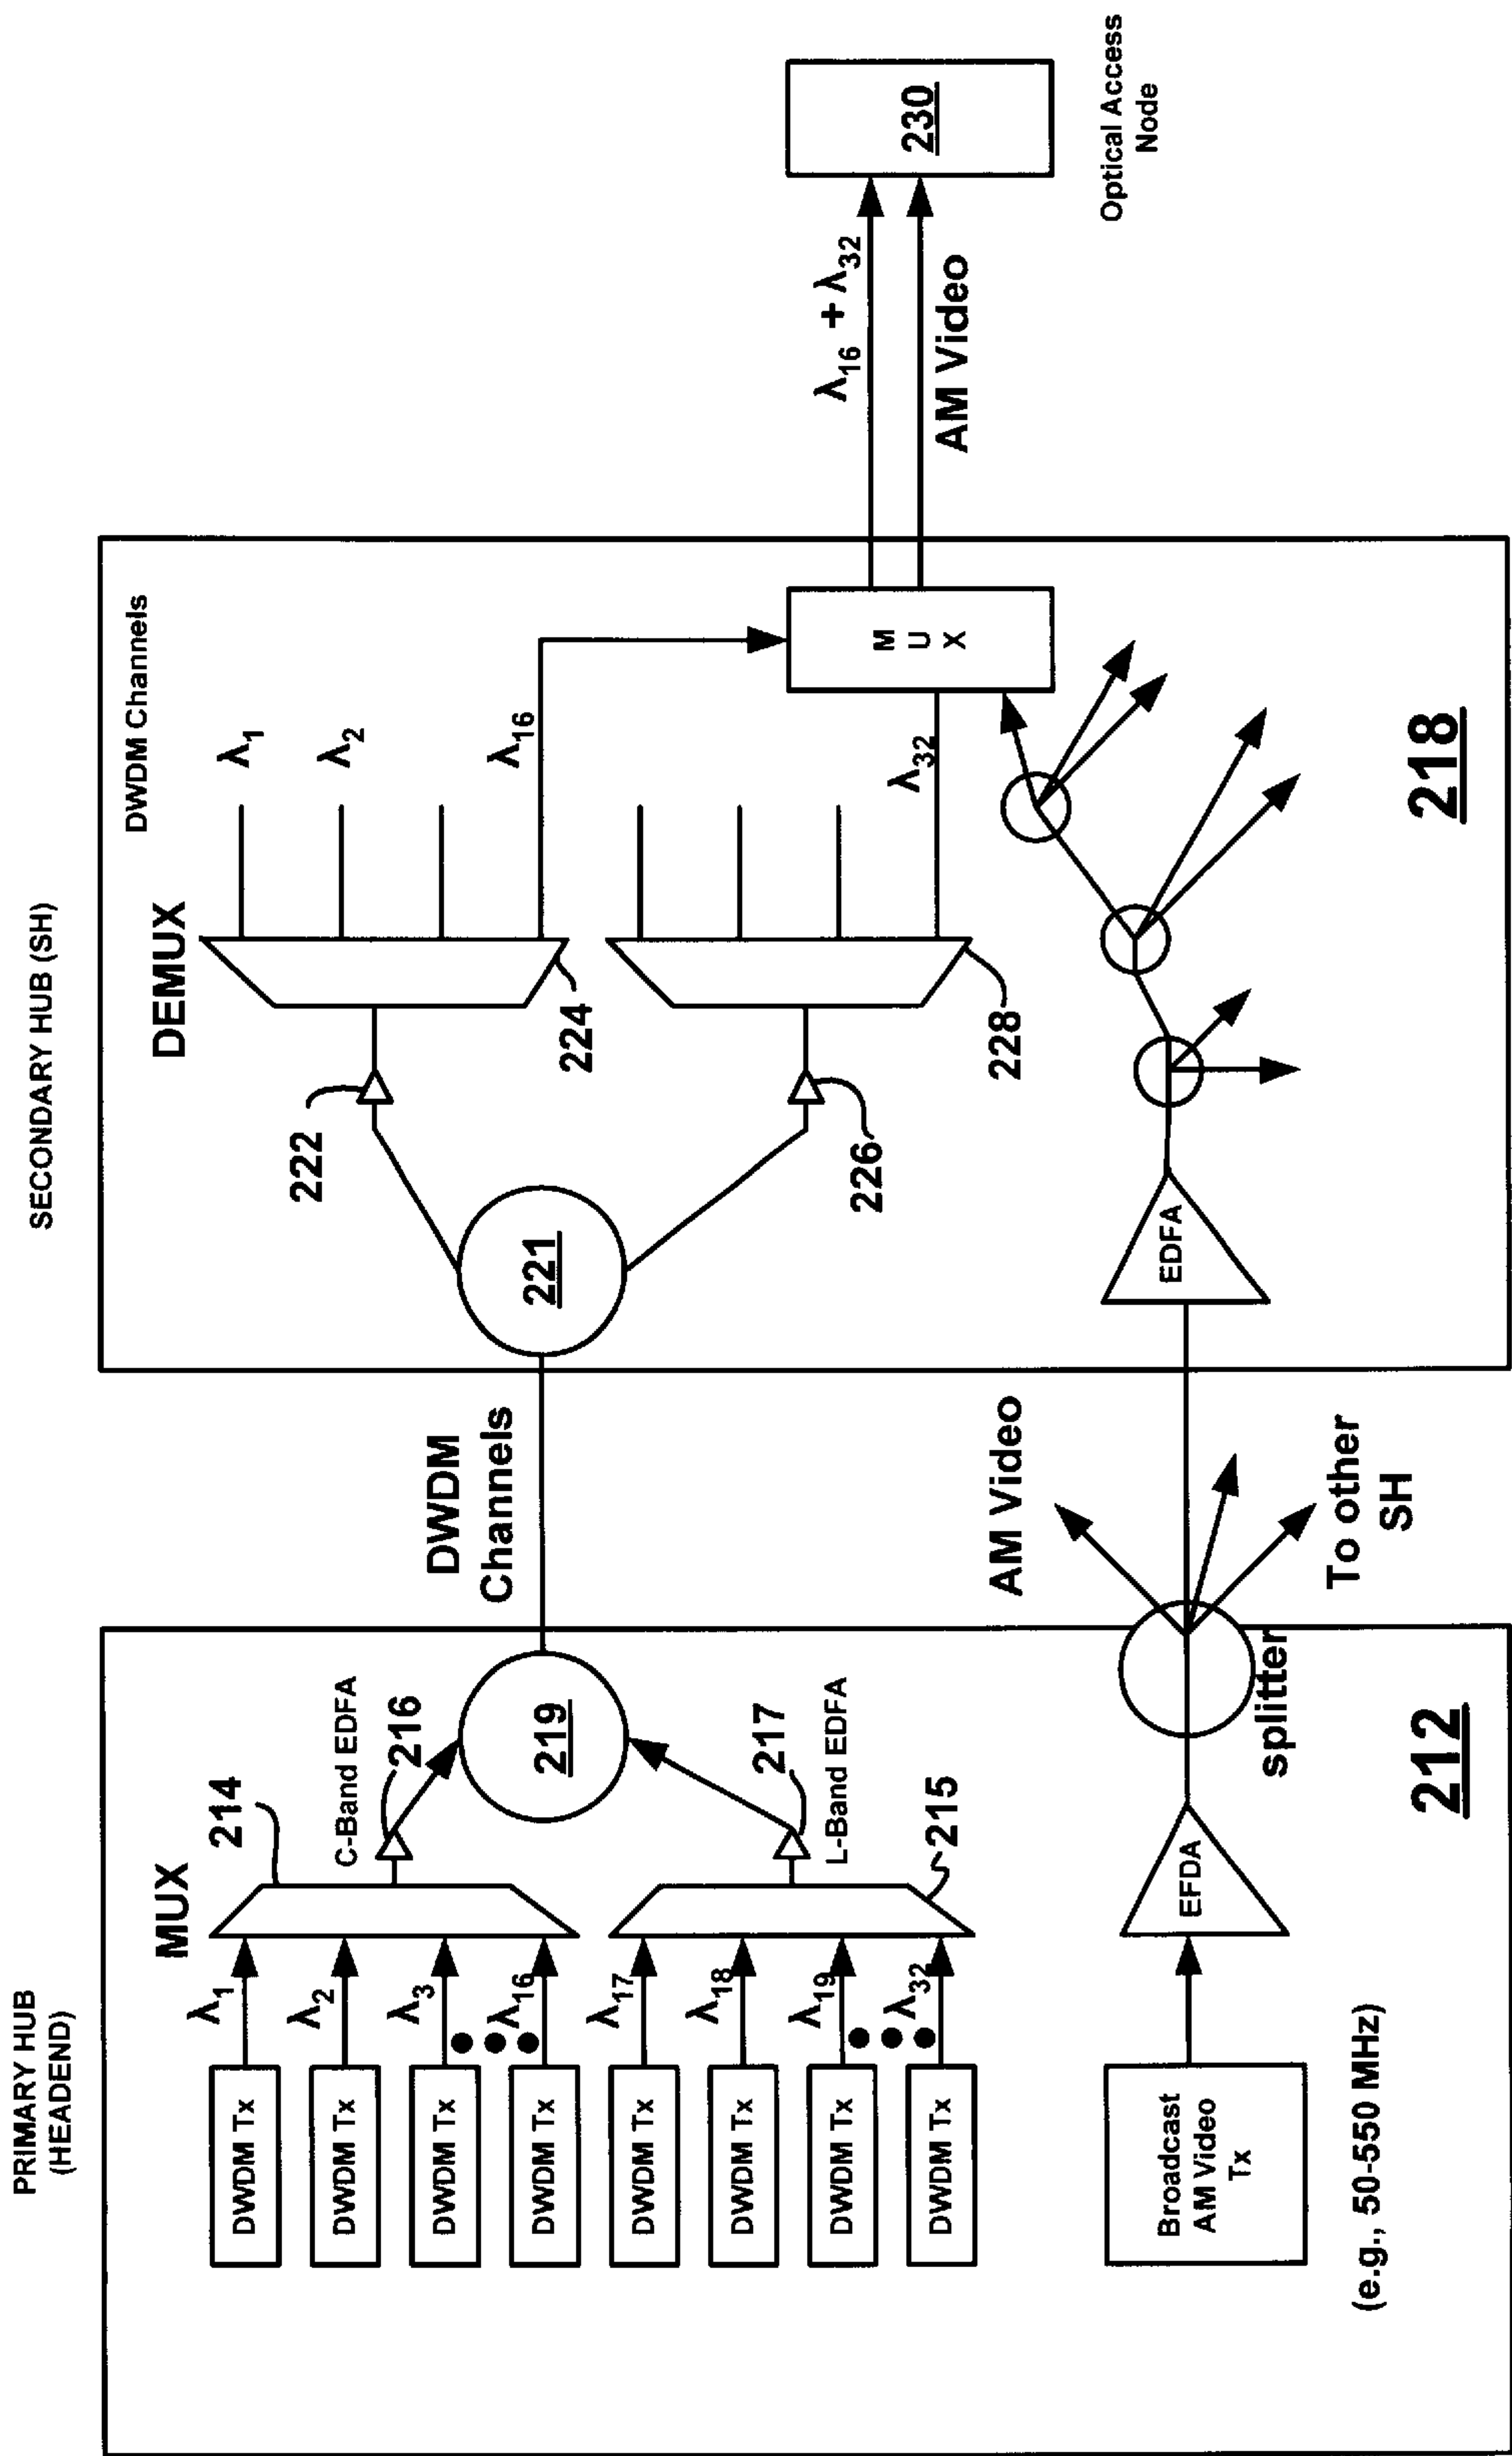 PRIMARY HUB
(HEADEND)
MUX
214
C-Band EDFA
216
λ1
λ2
λ3
λ16
λ17
λ18
λ19
λ32
DWDM Tx
DWDM Tx
DWDM Tx
DWDM Tx
DWDM Tx
DWDM Tx
DWDM Tx
DWDM Tx
219
217
L-Band EDFA
215
Broadcast
AM Video
Tx
(e.g., 50-550 MHz)
EFDA
splitter
212
DWDM
Channels
AM Video
To other
SH
SECONDARY HUB (SH)
DEMUX
DWDM Channels
221
222
224
226
228
λ1
λ2
λ16
λ32
MUX
EDFA
218
λ16 + λ32
AM Video
230
Optical Access
Node